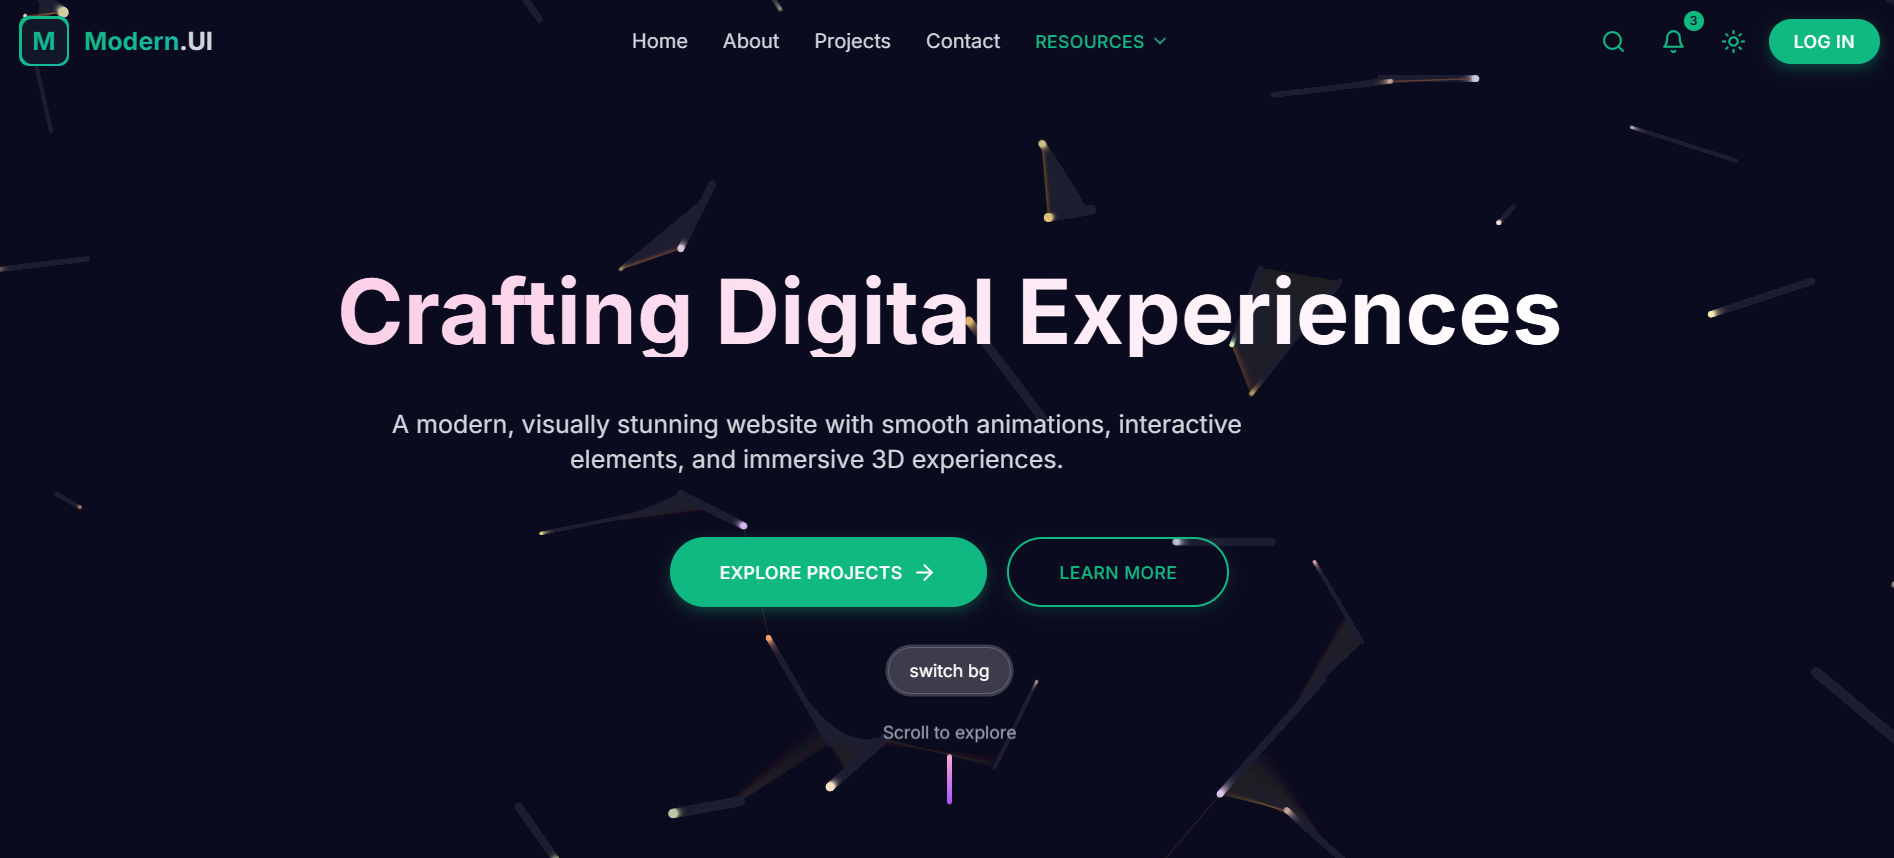 M Modern.UI Home About Projects Contact RESOURCES 3 LOG IN
Crafting Digital Experiences
A modern, visually stunning website with smooth animations, interactive
elements, and immersive 3D experiences.
EXPLORE PROJECTS LEARN MORE
switch bg
Scroll to explore